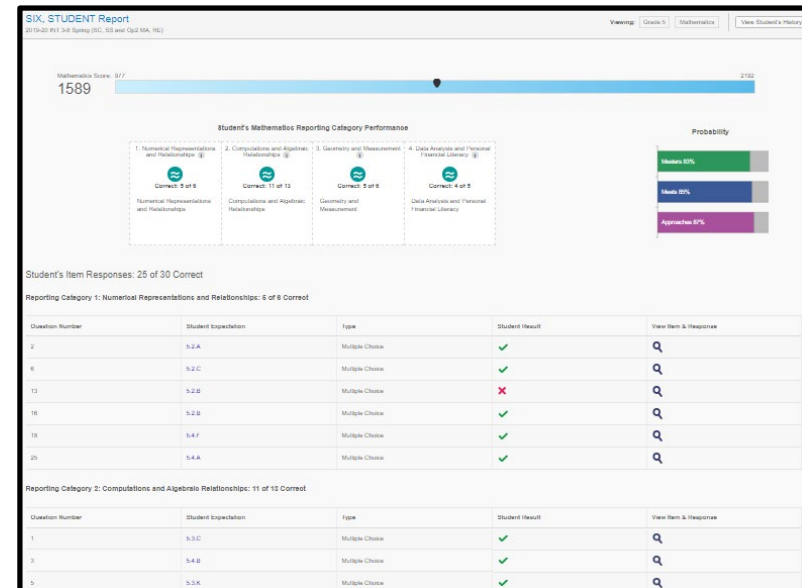 SIX, STUDENT Report
2019-20 INT 3-8 Spring (SC, SS and Op2 MA, RE)
Viewing: Grade 5 Mathematics View Student's History
Mathematics Score: 977 2192
1589
Student's Mathematics Reporting Category Performance
Probability
1. Numerical Representations and Relationships
Correct: 5 of 6
Numerical Representations and Relationships
2. Computations and Algebraic Relationships
Correct: 11 of 13
Computations and Algebraic Relationships
3. Geometry and Measurement
Correct: 5 of 6
Geometry and Measurement
4. Data Analysis and Personal Financial Literacy
Correct: 4 of 5
Data Analysis and Personal Financial Literacy
Masters 83%
Meets 85%
Approaches 87%
Student's Item Responses: 25 of 30 Correct
Reporting Category 1: Numerical Representations and Relationships: 5 of 6 Correct
Question Number Student Expectation Type Student Result View Item & Response
2 5.2.A Multiple Choice
6 5.2.C Multiple Choice
13 5.2.B Multiple Choice
16 5.2.B Multiple Choice
18 5.4.F Multiple Choice
25 5.4.A Multiple Choice
Reporting Category 2: Computations and Algebraic Relationships: 11 of 13 Correct
Question Number Student Expectation Type Student Result View Item & Response
1 5.3.C Multiple Choice
3 5.4.B Multiple Choice
5 5.3.K Multiple Choice